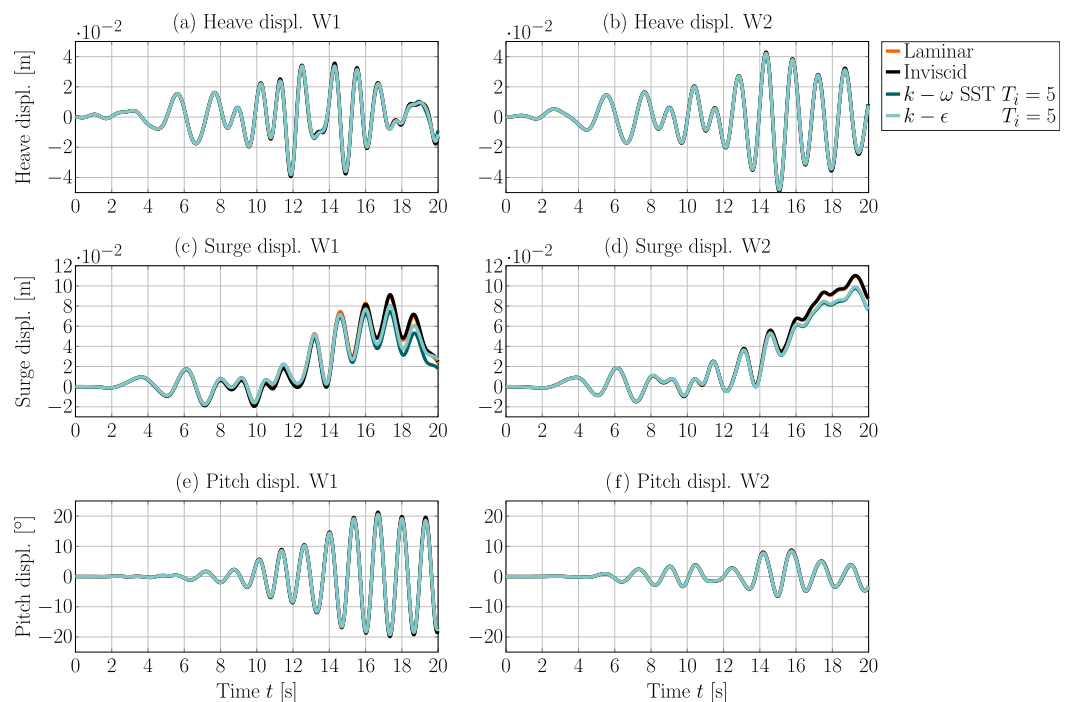 (a) Heave displ. W1
(b) Heave displ. W2
·10−2
·10−2
Heave displ. [m]
4
2
0
−2
−4
0 2 4 6 8 10 12 14 16 18 20
4
2
0
−2
−4
0 2 4 6 8 10 12 14 16 18 20
Laminar
Inviscid
k − ω SST Ti = 5
k − ϵ Ti = 5
(c) Surge displ. W1
(d) Surge displ. W2
·10−2
·10−2
Surge displ. [m]
12
10
8
6
4
2
0
−2
0 2 4 6 8 10 12 14 16 18 20
12
10
8
6
4
2
0
−2
0 2 4 6 8 10 12 14 16 18 20
(e) Pitch displ. W1
(f) Pitch displ. W2
Pitch displ. [°]
20
10
0
−10
−20
0 2 4 6 8 10 12 14 16 18 20
20
10
0
−10
−20
0 2 4 6 8 10 12 14 16 18 20
Time t [s]
Time t [s]